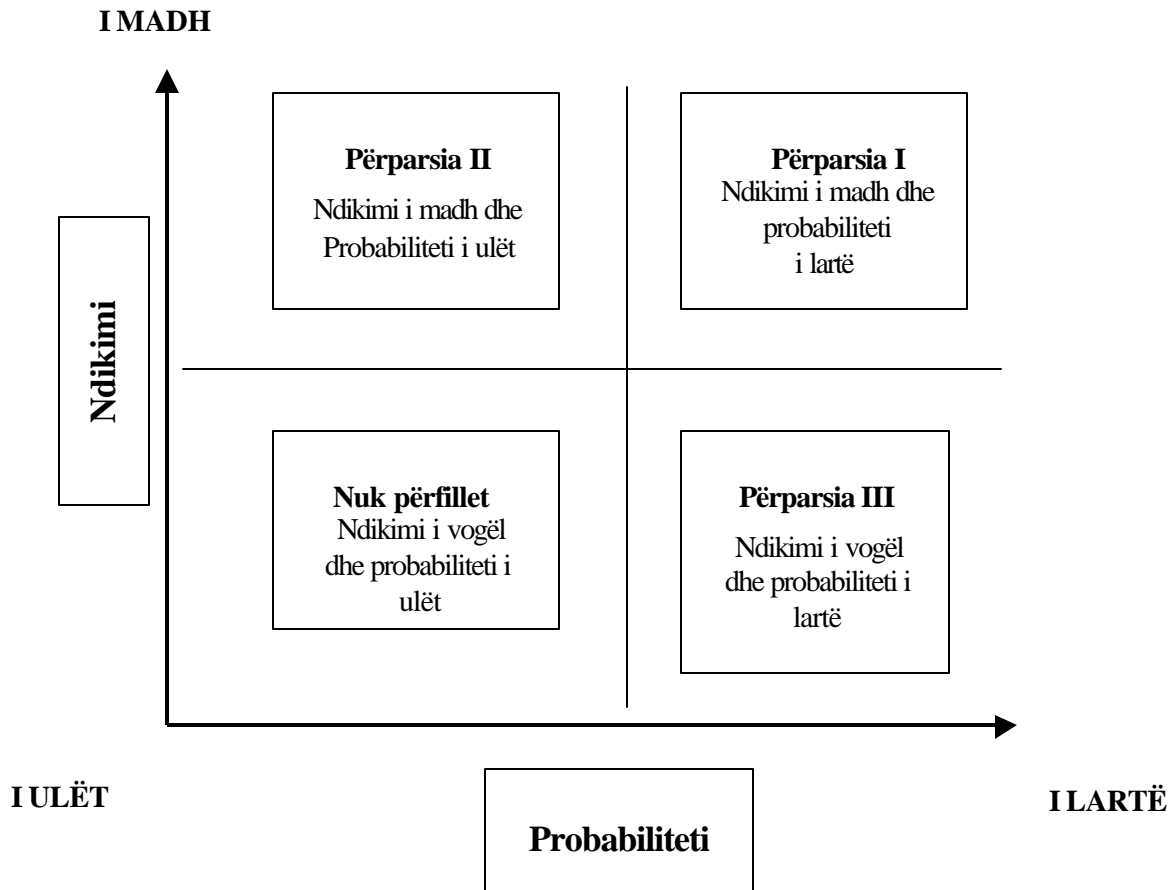 I MADH
Përparsia II
Ndikimi i madh dhe
Probabiliteti i ulët
Përparsia I
Ndikimi i madh dhe
probabiliteti
i lartë
Ndikimi
Nuk përfillet
Ndikimi i vogël
dhe probabiliteti i
ulët
Përparsia III
Ndikimi i vogël
dhe probabiliteti i
lartë
I ULËT
Probabiliteti
I LARTË